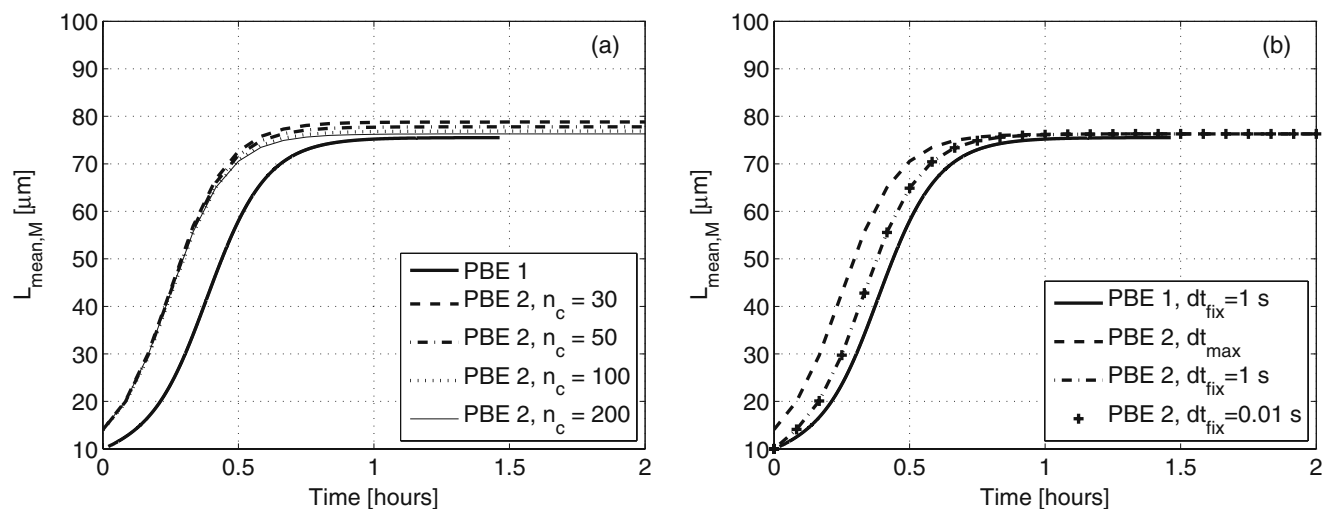 (a)
100
90
80
70
60
50
40
30
20
10
L_mean,M [μm]
0
0.5
1
1.5
2
Time [hours]
PBE 1
PBE 2, n_c = 30
PBE 2, n_c = 50
PBE 2, n_c = 100
PBE 2, n_c = 200
(b)
100
90
80
70
60
50
40
30
20
10
L_mean,M [μm]
0
0.5
1
1.5
2
Time [hours]
PBE 1, dt_fix=1 s
PBE 2, dt_max
PBE 2, dt_fix=1 s
PBE 2, dt_fix=0.01 s